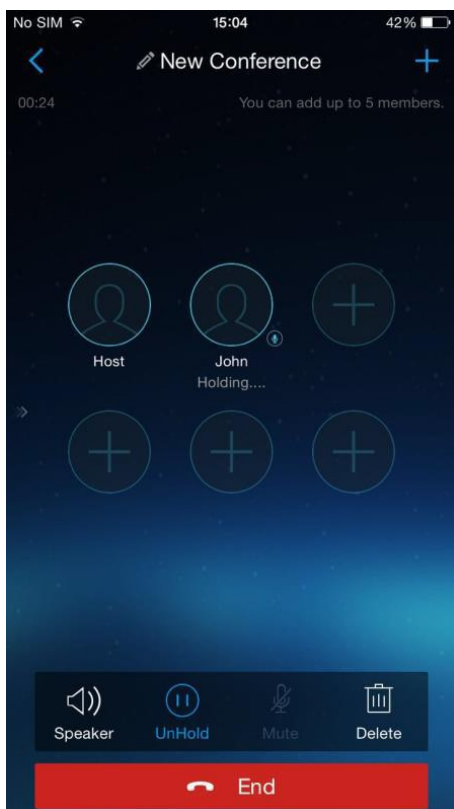 No SIM 15:04 42%
New Conference
00:24 You can add up to 5 members.
Host John
Holding....
Speaker UnHold Mute Delete
End